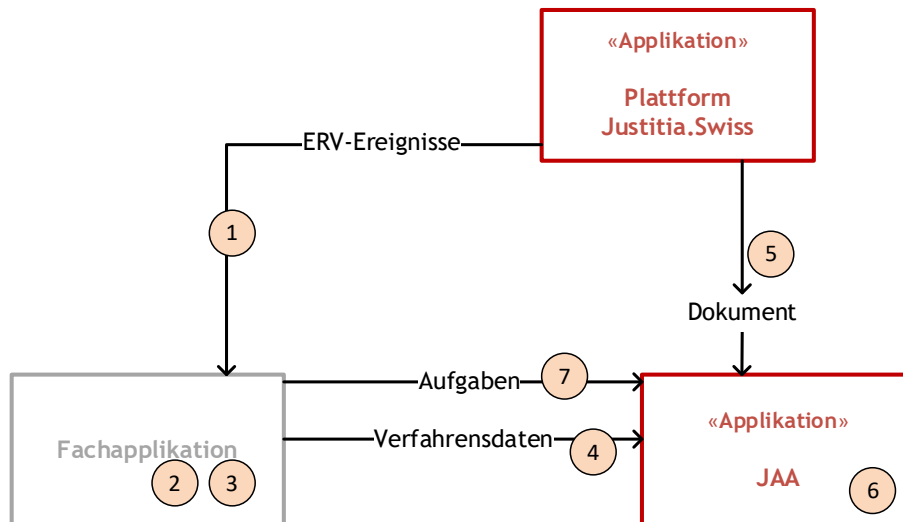 «Applikation»
Plattform
Justitia.Swiss
ERV-Ereignisse
1
5
Dokument
Aufgaben
7
Verfahrensdaten
4
Fachapplikation
2
3
«Applikation»
JAA
6